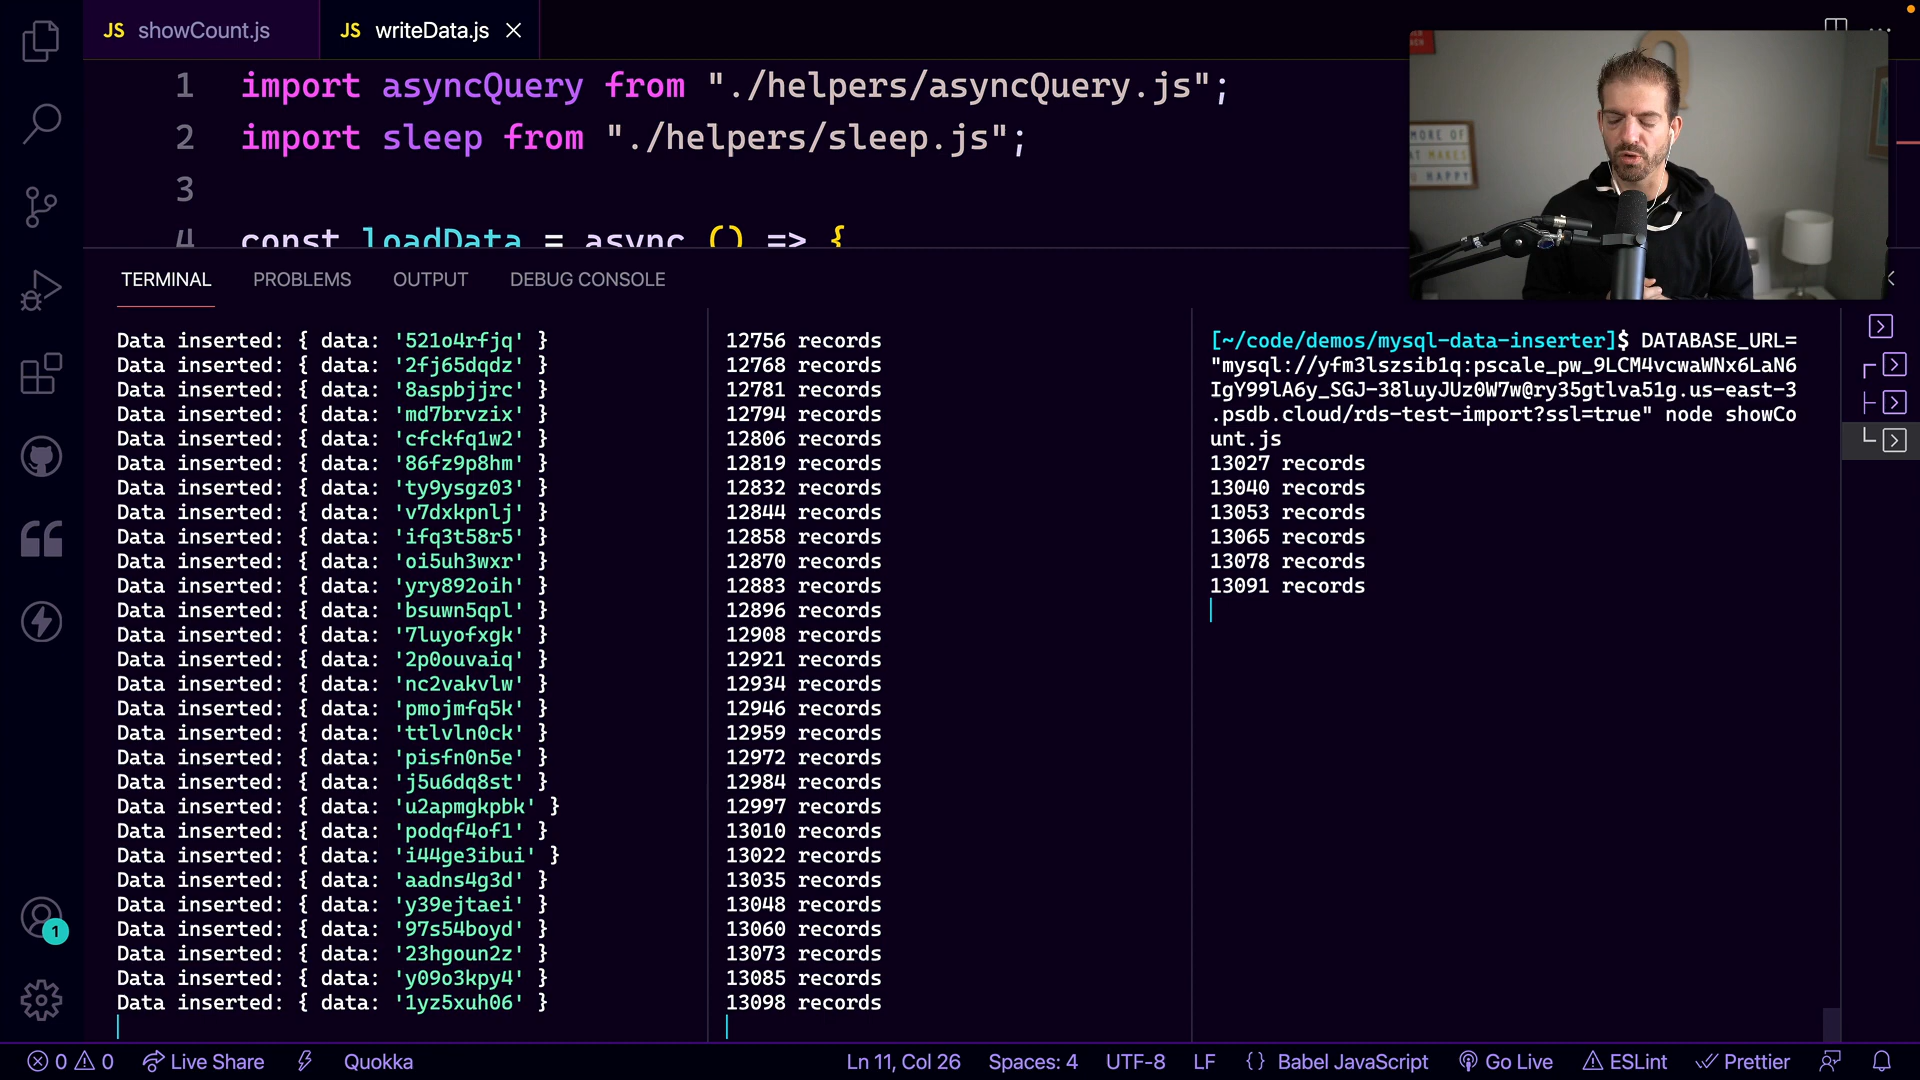 JS showCount.js
JS writeData.js
1 import asyncQuery from "./helpers/asyncQuery.js";
2 import sleep from "./helpers/sleep.js";
3
4 const loadData = async () => {
MORE OF
AT MAKES
U HAPPY
TERMINAL
PROBLEMS
OUTPUT
DEBUG CONSOLE
Data inserted: { data: '521o4rfjq' }
Data inserted: { data: '2fj65dqdz' }
Data inserted: { data: '8aspbjjrc' }
Data inserted: { data: 'md7brvzix' }
Data inserted: { data: 'cfckfq1w2' }
Data inserted: { data: '86fz9p8hm' }
Data inserted: { data: 'ty9ysgz03' }
Data inserted: { data: 'v7dxkpnlj' }
Data inserted: { data: 'ifq3t58r5' }
Data inserted: { data: 'oi5uh3wxr' }
Data inserted: { data: 'yry892oih' }
Data inserted: { data: 'bsuwn5qpl' }
Data inserted: { data: '7luyofxgk' }
Data inserted: { data: '2p0ouvaiq' }
Data inserted: { data: 'nc2vakvlw' }
Data inserted: { data: 'pmojmfq5k' }
Data inserted: { data: 'ttlvln0ck' }
Data inserted: { data: 'pisfn0n5e' }
Data inserted: { data: 'j5u6dq8st' }
Data inserted: { data: 'u2apmgkpbk' }
Data inserted: { data: 'podqf4of1' }
Data inserted: { data: 'i44ge3ibui' }
Data inserted: { data: 'aadns4g3d' }
Data inserted: { data: 'y39ejtaei' }
Data inserted: { data: '97s54boyd' }
Data inserted: { data: '23hgoun2z' }
Data inserted: { data: 'y09o3kpy4' }
Data inserted: { data: '1yz5xuh06' }
12756 records
12768 records
12781 records
12794 records
12806 records
12819 records
12832 records
12844 records
12858 records
12870 records
12883 records
12896 records
12908 records
12921 records
12934 records
12946 records
12959 records
12972 records
12984 records
12997 records
13010 records
13022 records
13035 records
13048 records
13060 records
13073 records
13085 records
13098 records
[~/code/demos/mysql-data-inserter]$ DATABASE_URL=
"mysql://yfm3lszsib1q:pscale_pw_9LCM4vcwaWNx6LaN6
IgY99lA6y_SGJ-38luyJUz0W7w@ry35gtlva51g.us-east-3
.psdb.cloud/rds-test-import?ssl=true" node showCo
unt.js
13027 records
13040 records
13053 records
13065 records
13078 records
13091 records
1
0 0 Live Share Quokka Ln 11, Col 26 Spaces: 4 UTF-8 LF {} Babel JavaScript Go Live ESLint Prettier